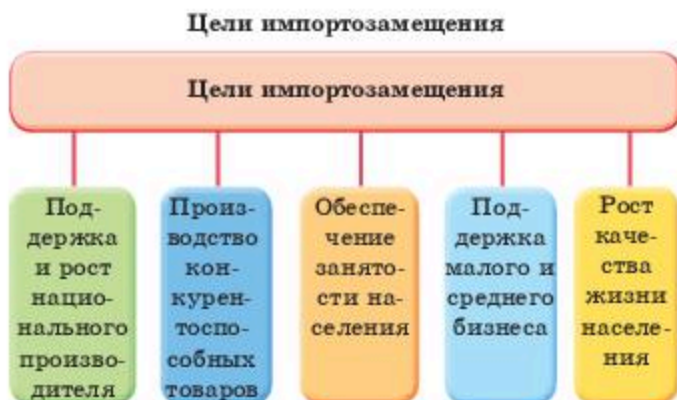 Цели импортозамещения
Цели импортозамещения
Под-
держка
и рост
нацио-
нального
произво-
дителя
Произ-
водство
кон-
курен-
тоспо-
собных
товаров
Обеспе-
чение
занято-
сти на-
селения
Под-
держка
малого и
среднего
бизнеса
Рост
каче-
ства
жизни
населе-
ния